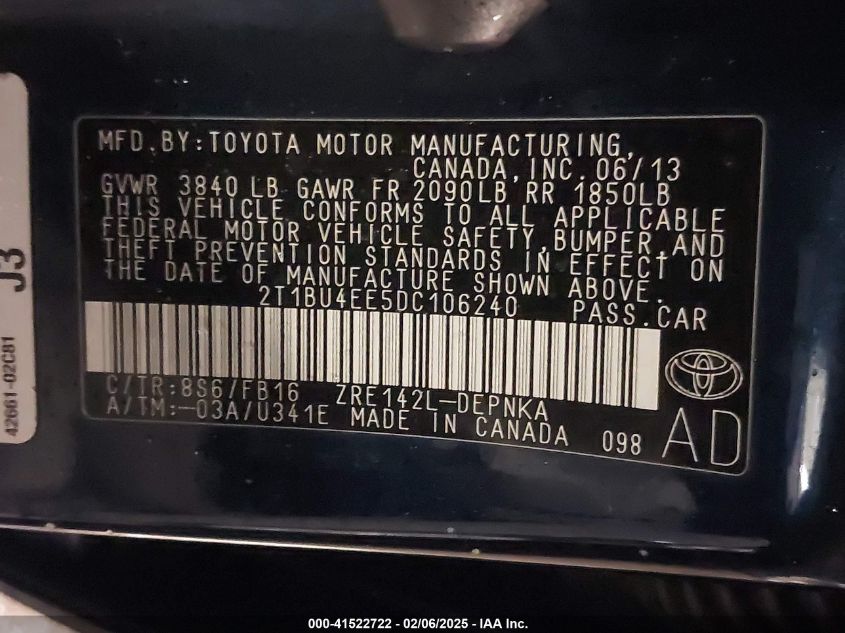 MFD.BY:TOYOTA MOTOR MANUFACTURING,
CANADA,INC. 06/13
GVWR 3840 LB GAWR FR 2090LB RR 1850LB
THIS VEHICLE CONFORMS TO ALL APPLICABLE
FEDERAL MOTOR VEHICLE SAFETY,BUMPER,AND
THEFT PREVENTION STANDARDS IN EFFECT ON
THE DATE OF MANUFACTURE SHOWN ABOVE.
2T1BU4EE5DC106240 PASS.CAR
C/TR:8S6/FB16 ZRE142L-DEPNKA
A/TM:-03A/U341E MADE IN CANADA 098
AD
J3
42661-02C81
000-41522722 - 02/06/2025 - IAA Inc.